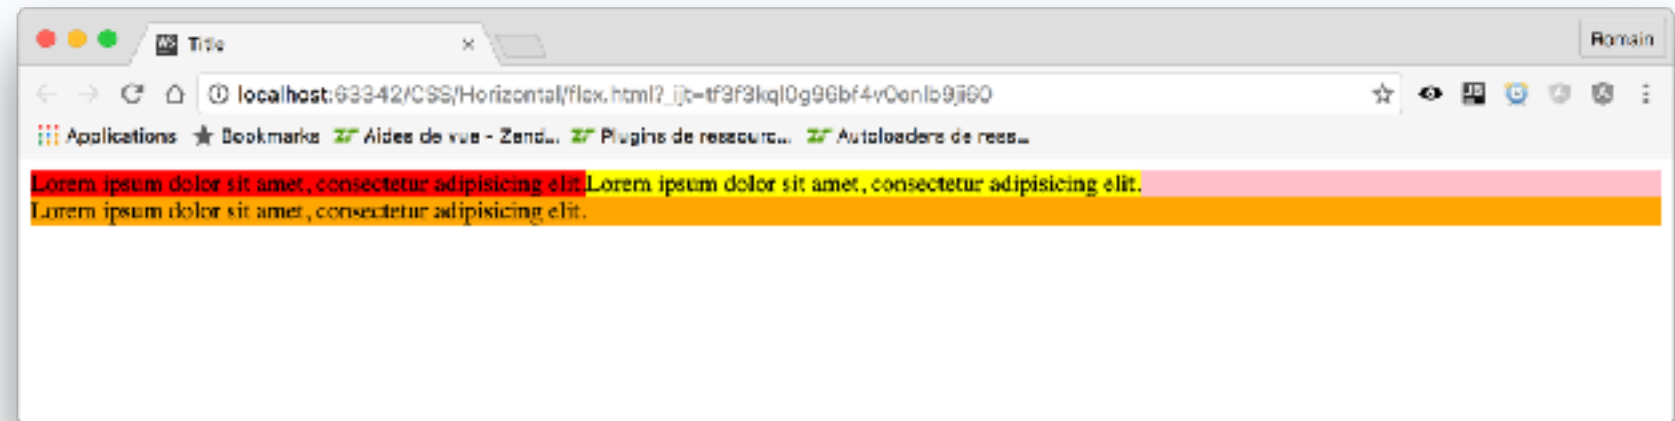 Title
Romain
localhost:63342/CSS/Horizontal/flex.html?_ijt=tf3f3kql0g96bf4v0onlb9ji60
Applications Bookmarks Aides de vue - Zend... Plugins de ressourc... Autoloaders de ress...
Lorem ipsum dolor sit amet, consectetur adipisicing elit.Lorem ipsum dolor sit amet, consectetur adipisicing elit.
Lorem ipsum dolor sit amet, consectetur adipisicing elit.